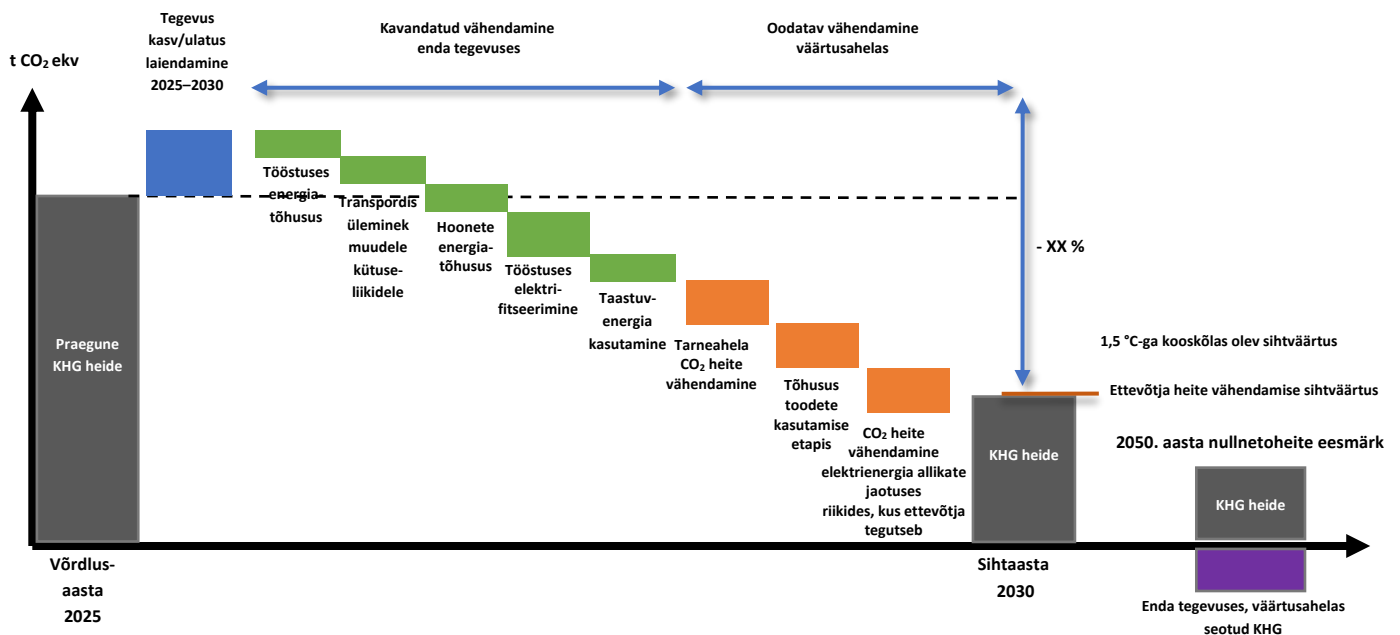 Tegevus
kasv/ulatus
laiendamine
2025–2030
Kavandatud vähendamine
enda tegevuses
Oodatav vähendamine
väärtusahelas
t CO₂ ekv
Tööstuses
energia-
tõhusus
Transpordis
üleminek
muudele
kütuse-
liikidele
Hoonete
energia-
tõhusus
Tööstuses
elektri-
fitseerimine
Taastuv-
energia
kasutamine
Tarneahela
CO₂ heite
vähendamine
Tõhusus
toodete
kasutamise
etapis
CO₂ heite
vähendamine
elektrienergia allikate
jaotuses
riikides, kus ettevõtja
tegutseb
- XX %
1,5 °C-ga kooskõlas olev sihtväärtus
Ettevõtja heite vähendamise sihtväärtus
2050. aasta nullnetoheite eesmärk
Praegune
KHG heide
KHG heide
KHG heide
Võrdlus-
aasta
2025
Sihtaasta
2030
Enda tegevuses, väärtusahelas
seotud KHG